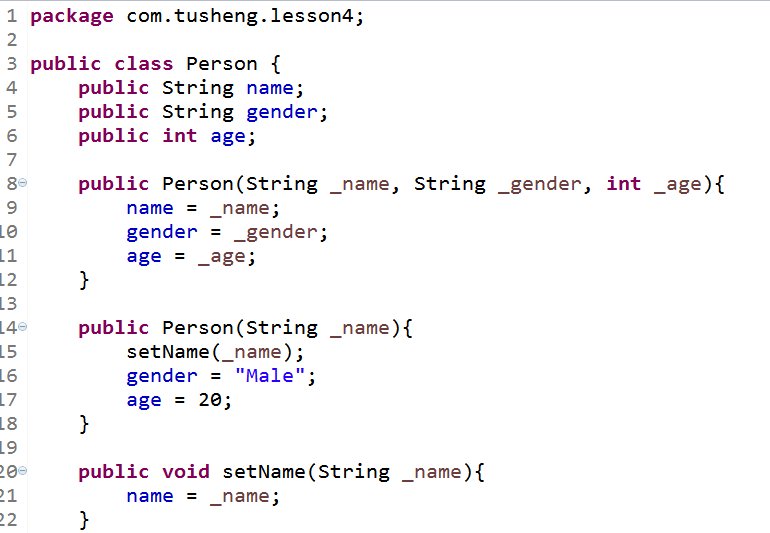 1 package com.tusheng.lesson4;
2
3 public class Person {
4     public String name;
5     public String gender;
6     public int age;
7
8     public Person(String _name, String _gender, int _age){
9         name = _name;
10         gender = _gender;
11         age = _age;
12     }
13
14     public Person(String _name){
15         setName(_name);
16         gender = "Male";
17         age = 20;
18     }
19
20     public void setName(String _name){
21         name = _name;
22     }